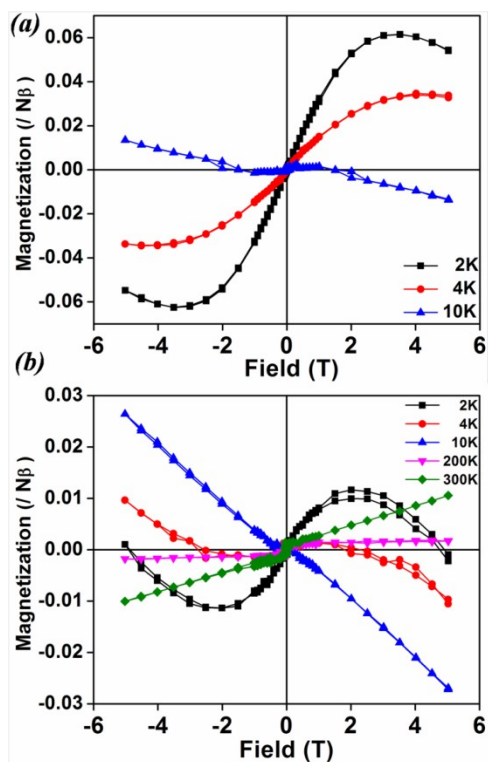 (a)
0.06
0.04
0.02
0.00
-0.02
-0.04
-0.06
Magnetization (/ Nβ)
2K
4K
10K
-6 -4 -2 0 2 4 6
Field (T)
(b)
0.03
0.02
0.01
0.00
-0.01
-0.02
-0.03
Magnetization (/ Nβ)
2K
4K
10K
200K
300K
-6 -4 -2 0 2 4 6
Field (T)